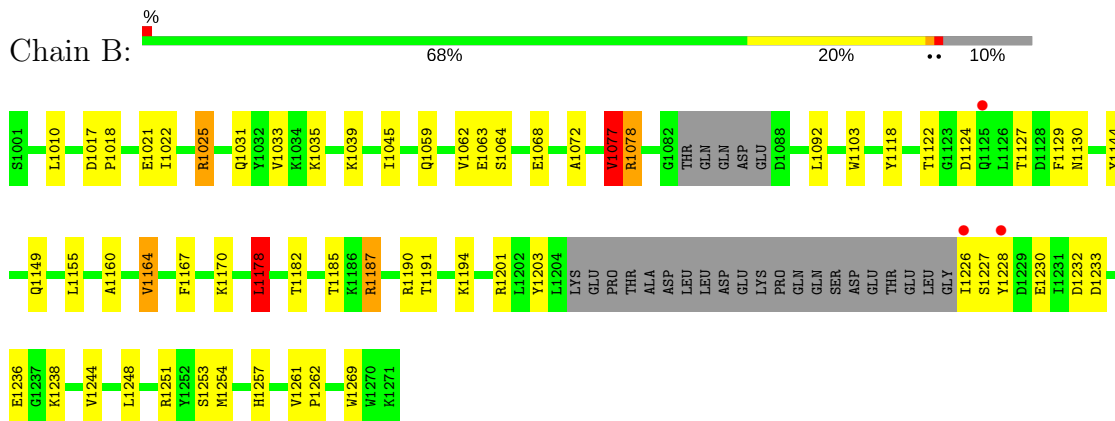 %
Chain B:
68% 20% •• 10%
S1001 L1010 D1017 P1018 E1021 I1022 R1025 Q1031 Y1032 V1033 K1034 K1035 K1039 I1045 Q1059 V1062 E1063 S1064 E1068 A1072 V1077 R1078 G1082 THR GLN GLN ASP GLU D1088 L1092 W1103 Y1118 T1122 G1123 D1124 Q1125 L1126 T1127 D1128 F1129 N1130 Y1144
Q1149 L1155 A1160 V1164 F1167 K1170 L1178 T1182 T1185 K1186 R1187 R1190 T1191 K1194 R1201 L1202 Y1203 L1204 LYS GLU PRO THR ALA ASP LEU LEU ASP GLU LYS PRO GLN GLN SER ASP GLU THR GLU LEU GLY I1226 S1227 Y1228 D1229 E1230 I1231 D1232 D1233
E1236 G1237 K1238 V1244 L1248 R1251 Y1252 S1253 M1254 H1257 V1261 P1262 W1269 W1270 K1271